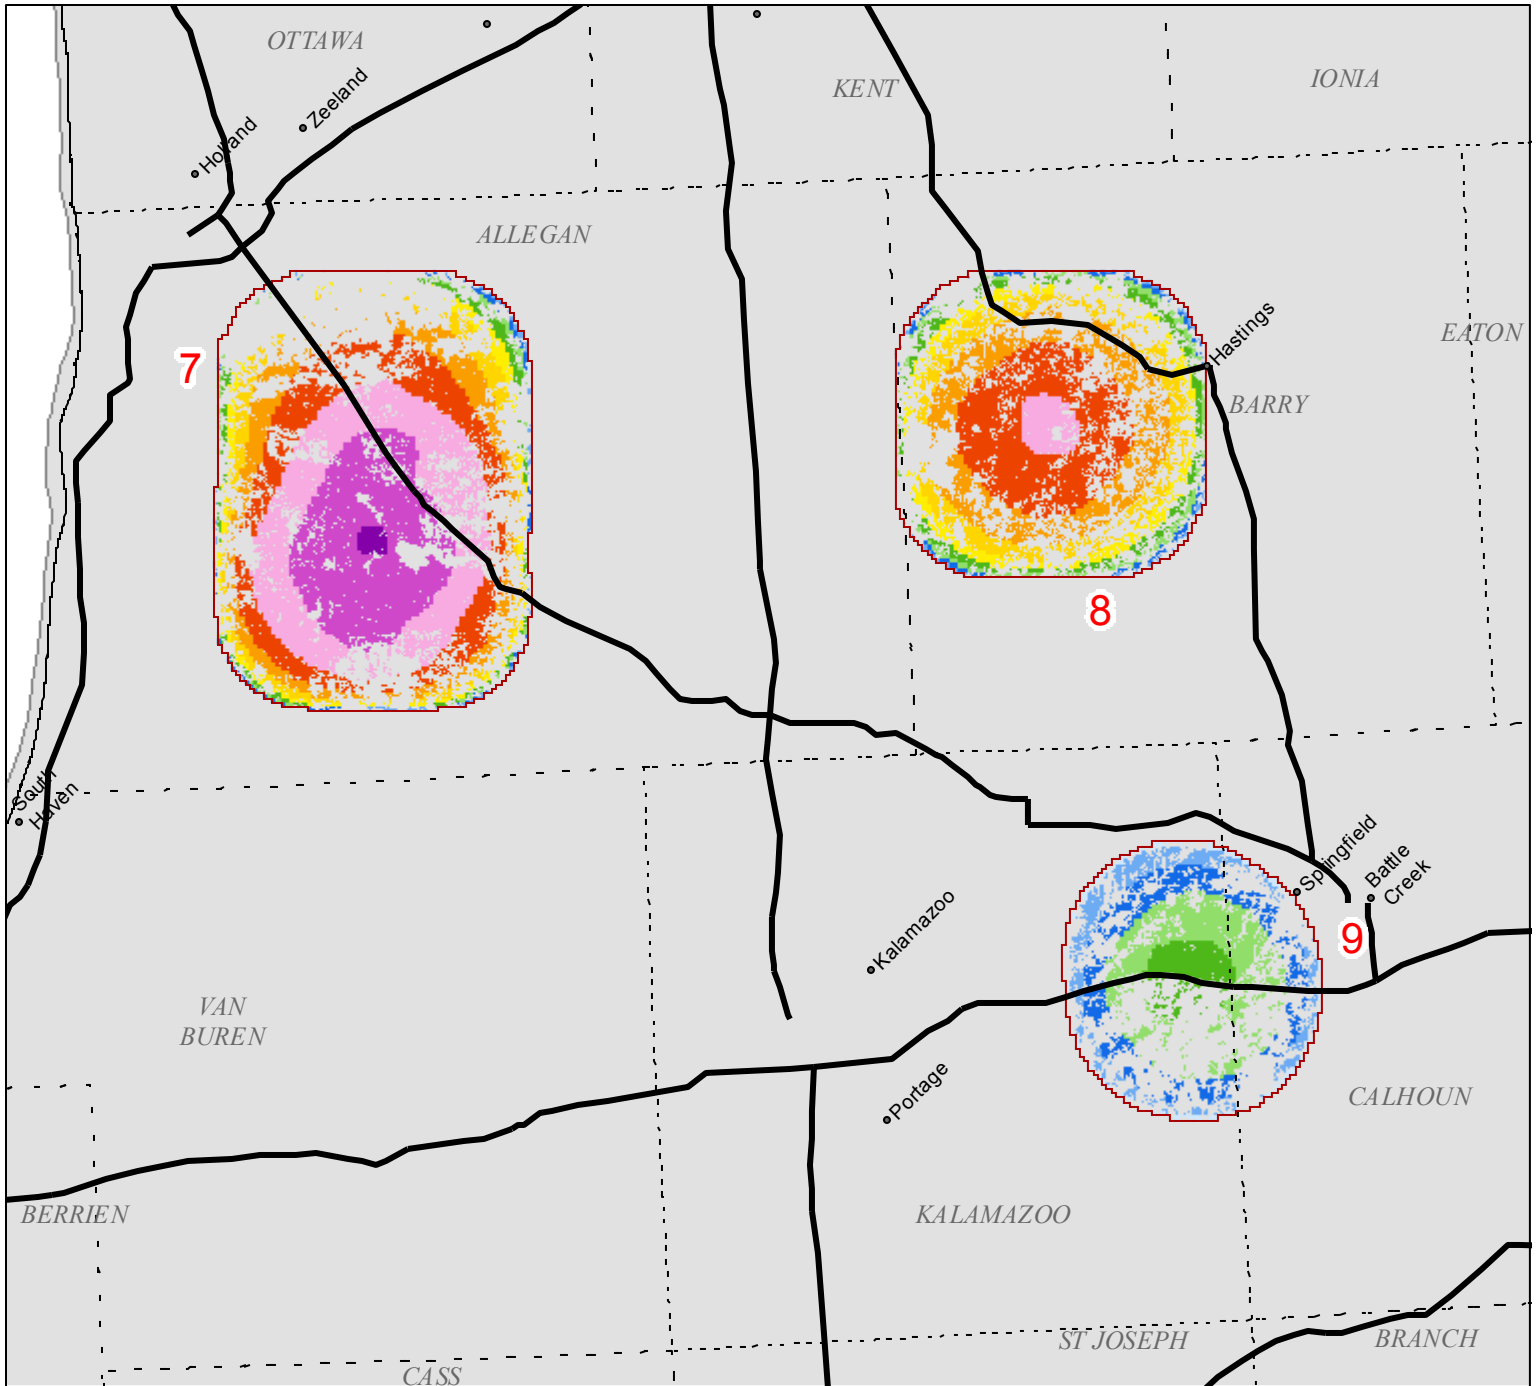 OTTAWA
KENT
IONIA
Zeeland
Holland
ALLEGAN
7
Hastings
EATON
BARRY
8
South
Haven
Springfield
Battle
Creek
9
Kalamazoo
VAN
BUREN
Portage
CALHOUN
BERRIEN
KALAMAZOO
ST JOSEPH
BRANCH
CASS